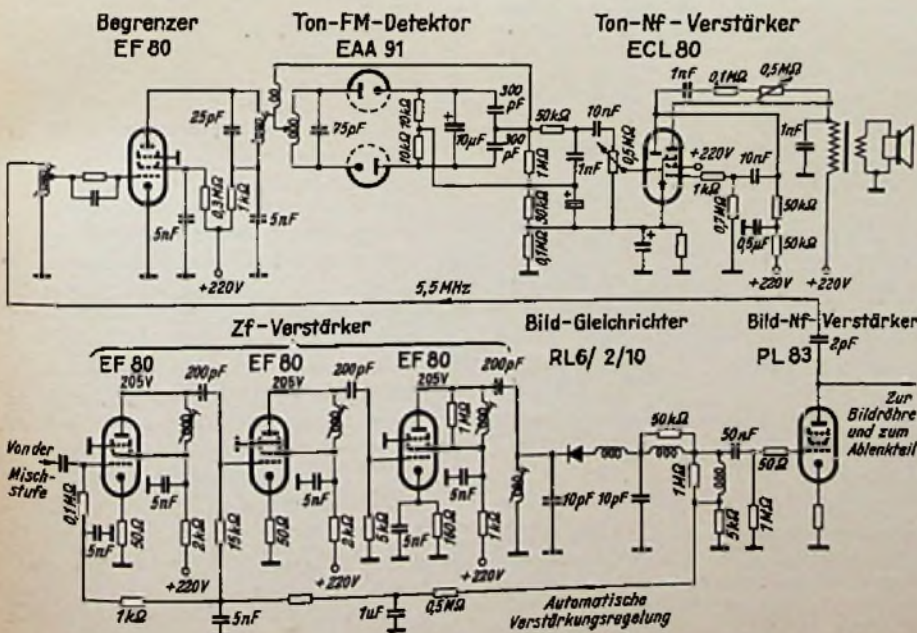 Begrenzer
EF 80
Ton-FM-Detektor
EAA 91
Ton-Nf-Verstärker
ECL 80
25pF
5nF
0,3MΩ
1kΩ
5nF
+220V
75pF
10kΩ
10kΩ
+
10µF
300
pF
300
pF
50kΩ
1MΩ
30kΩ
0,1MΩ
10nF
1nF
0,5MΩ
+
1nF
0,1MΩ
0,5MΩ
+220V
1kΩ
10nF
0,7MΩ
0,5µF
50kΩ
50kΩ
+220V
+220V
1nF
5,5MHz
Zf-Verstärker
Bild-Gleichrichter
RL6/ 2/10
Bild-Nf-Verstärker
PL 83
2pF
EF 80
205V
200pF
EF 80
205V
200pF
EF 80
205V
200pF
Von der
Misch-
stufe
0,1MΩ
5nF
50Ω
5nF
2kΩ
+220V
15kΩ
50Ω
5nF
2kΩ
+220V
5kΩ
1MΩ
5nF
160Ω
5nF
1kΩ
+220V
10pF
10pF
50kΩ
1MΩ
5kΩ
50nF
1MΩ
50Ω
Zur
Bildröhre
und zum
Ablenkteil
1kΩ
5nF
1µF
0,5MΩ
Automatische
Verstärkungsregelung